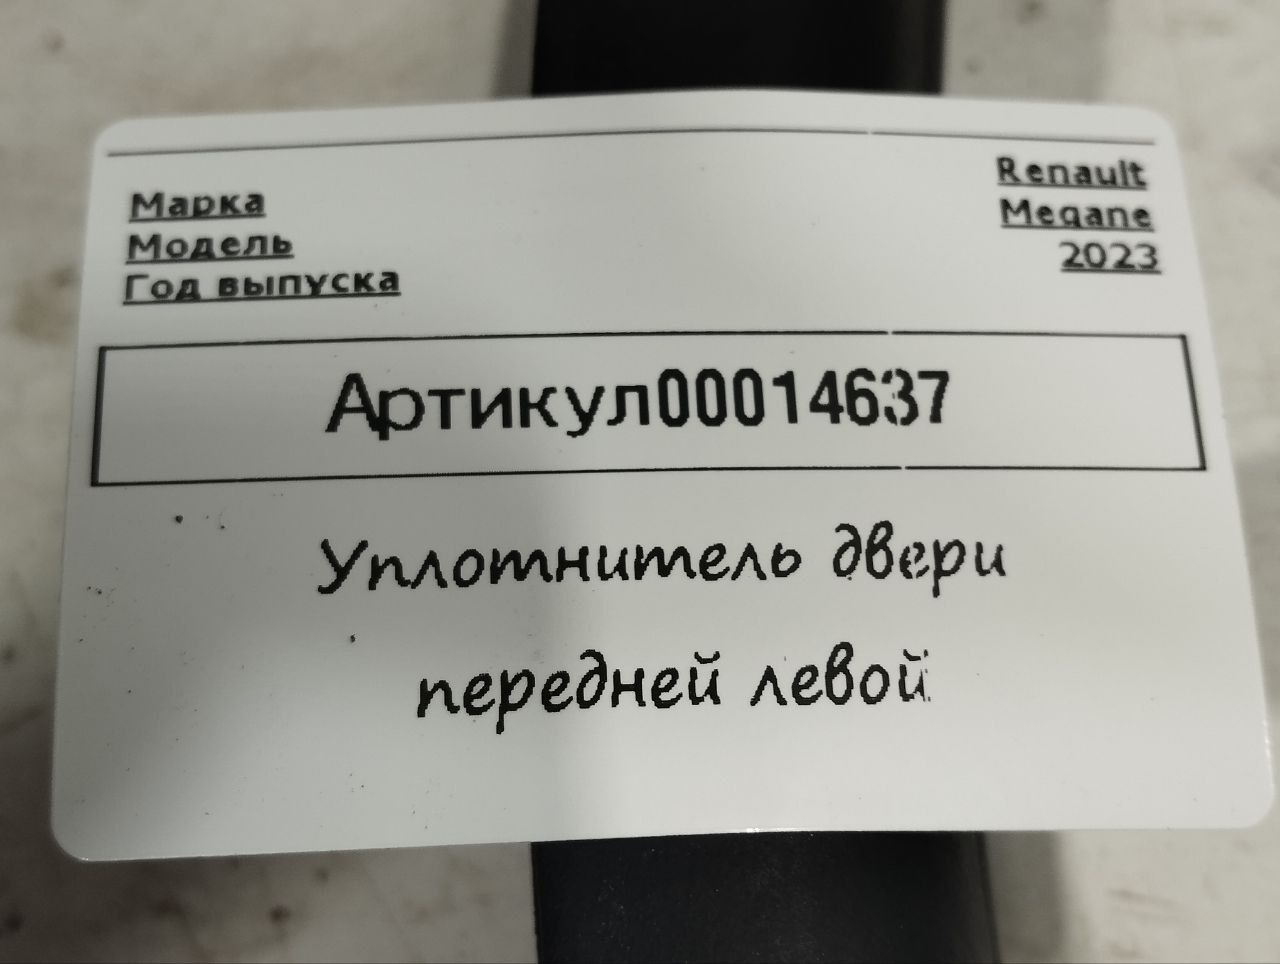 Марка Renault
Модель Megane
Год выпуска 2023
Артикул00014637
Уплотнитель двери
передней левой